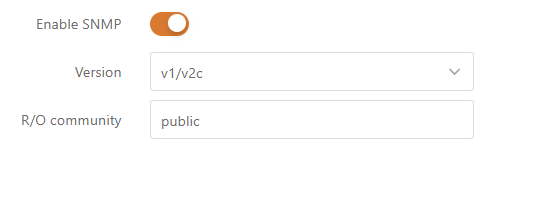 Enable SNMP
Version v1/v2c
R/O community public